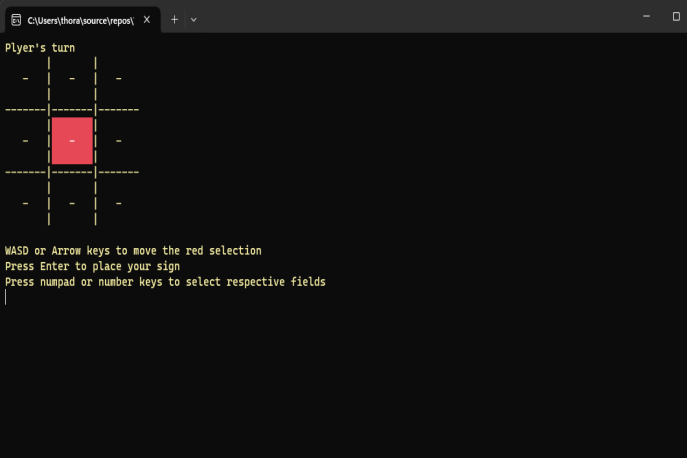 C:\Users\thora\source\repos\
Plyer's turn
       |       |
   -   |   -   |   -
       |       |
-------|-------|-------
       |       |
   -   |   -   |   -
       |       |
-------|-------|-------
       |       |
   -   |   -   |   -
       |       |
WASD or Arrow keys to move the red selection
Press Enter to place your sign
Press numpad or number keys to select respective fields